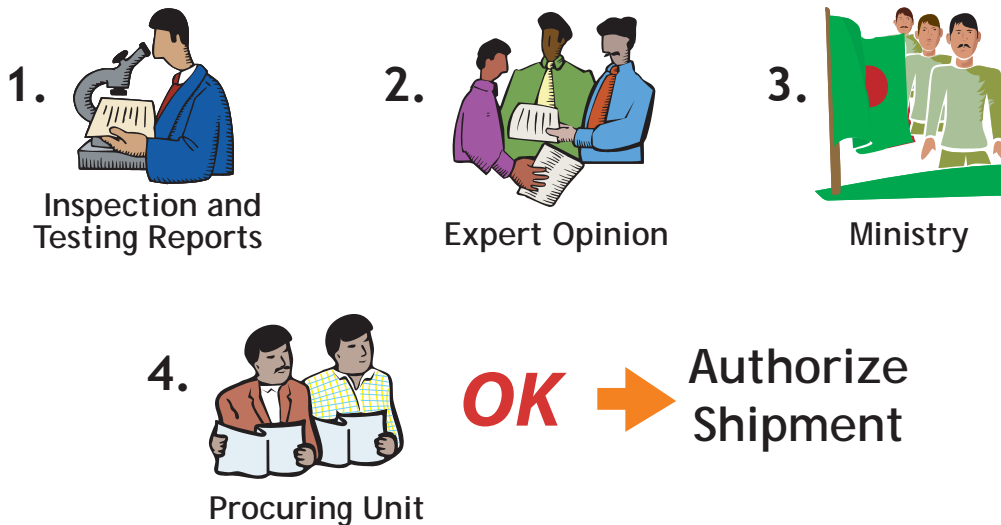 1.
Inspection and
Testing Reports
2.
Expert Opinion
3.
Ministry
4.
Procuring Unit
OK
Authorize
Shipment